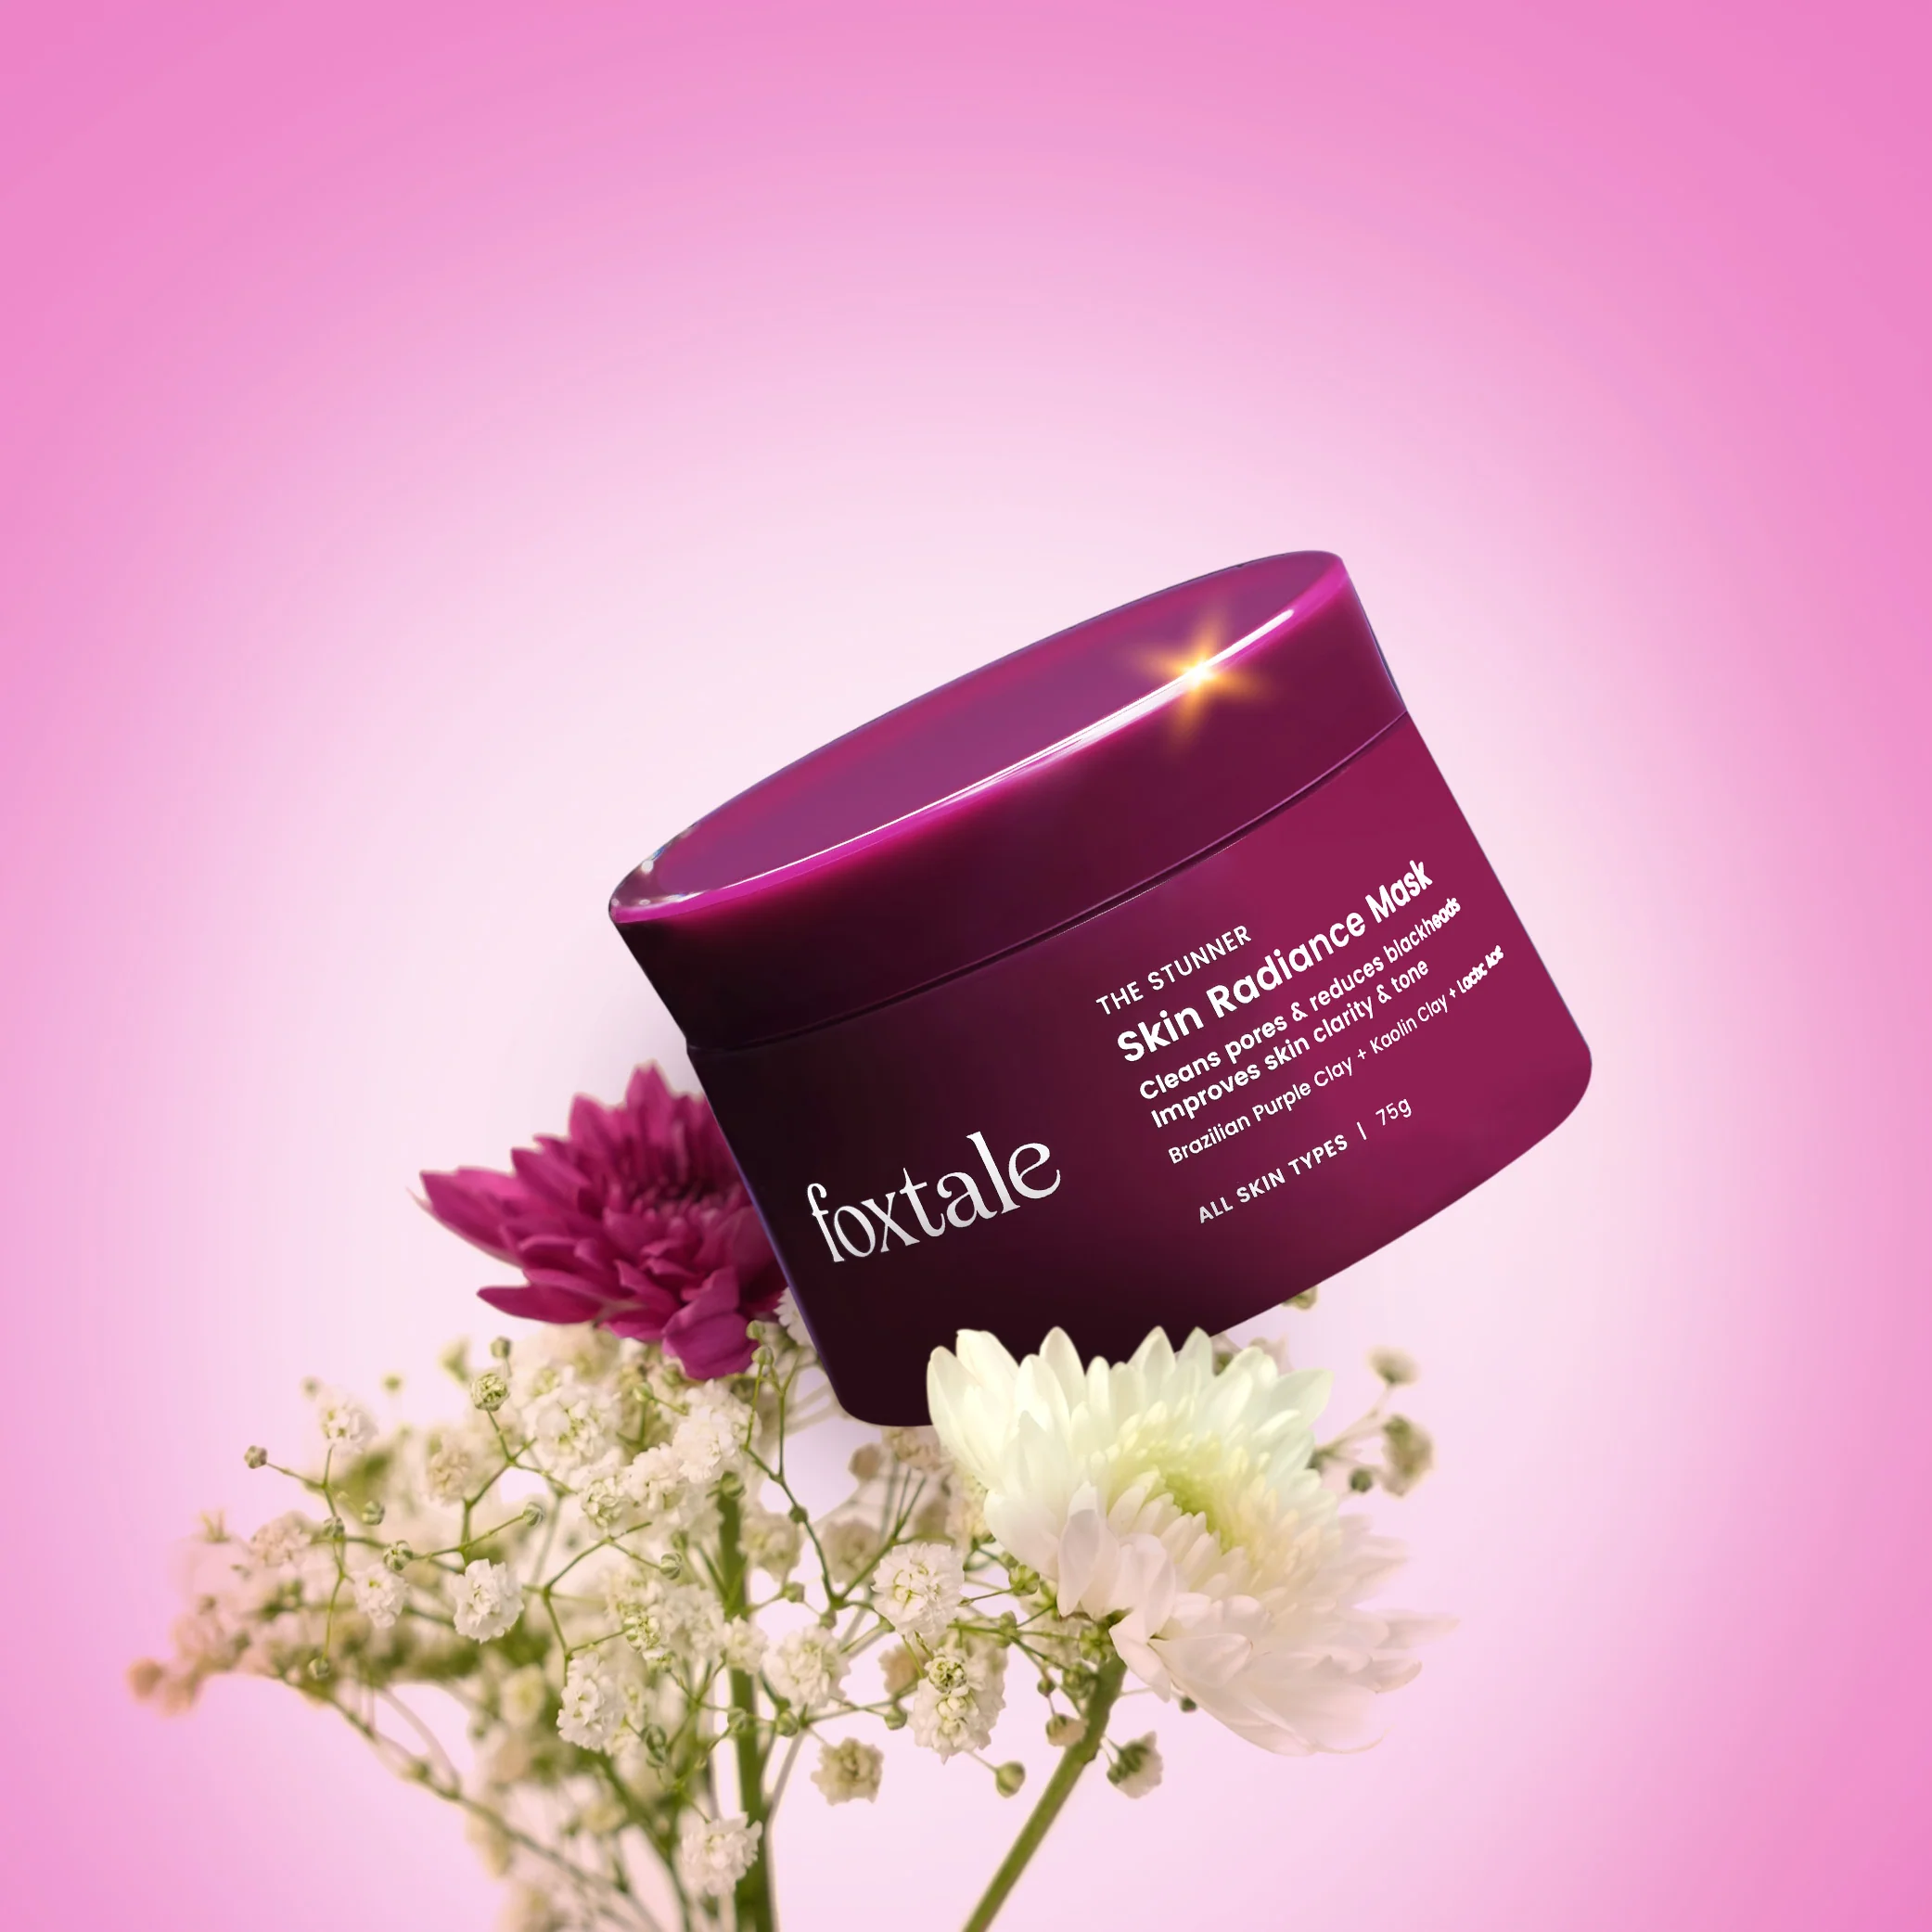 THE STUNNER
Skin Radiance Mask
Cleans pores & reduces blackheads
Improves skin clarity & tone
Brazilian Purple Clay + Kaolin Clay + Lactic Acid
ALL SKIN TYPES | 75g
foxtale